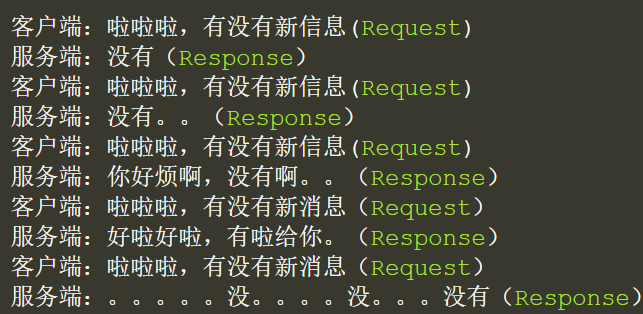 客户端：啦啦啦，有没有新信息(Request)
服务端：没有（Response）
客户端：啦啦啦，有没有新信息(Request)
服务端：没有。。（Response）
客户端：啦啦啦，有没有新信息(Request)
服务端：你好烦啊，没有啊。。（Response）
客户端：啦啦啦，有没有新消息（Request）
服务端：好啦好啦，有啦给你。（Response）
客户端：啦啦啦，有没有新消息（Request）
服务端：。。。。。没。。。。没。。。没有（Response）